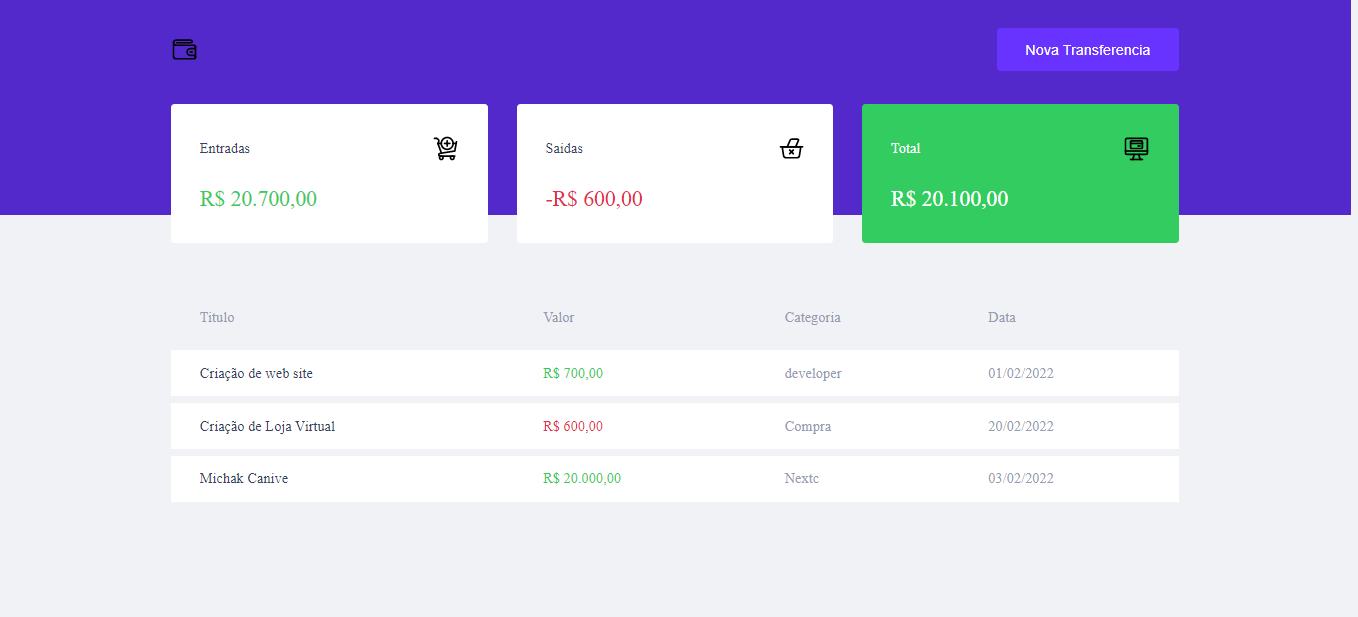 Nova Transferencia
Entradas
R$ 20.700,00
Saídas
-R$ 600,00
Total
R$ 20.100,00
Título Valor Categoria Data
Criação de web site R$ 700,00 developer 01/02/2022
Criação de Loja Virtual R$ 600,00 Compra 20/02/2022
Michak Canive R$ 20.000,00 Nextc 03/02/2022